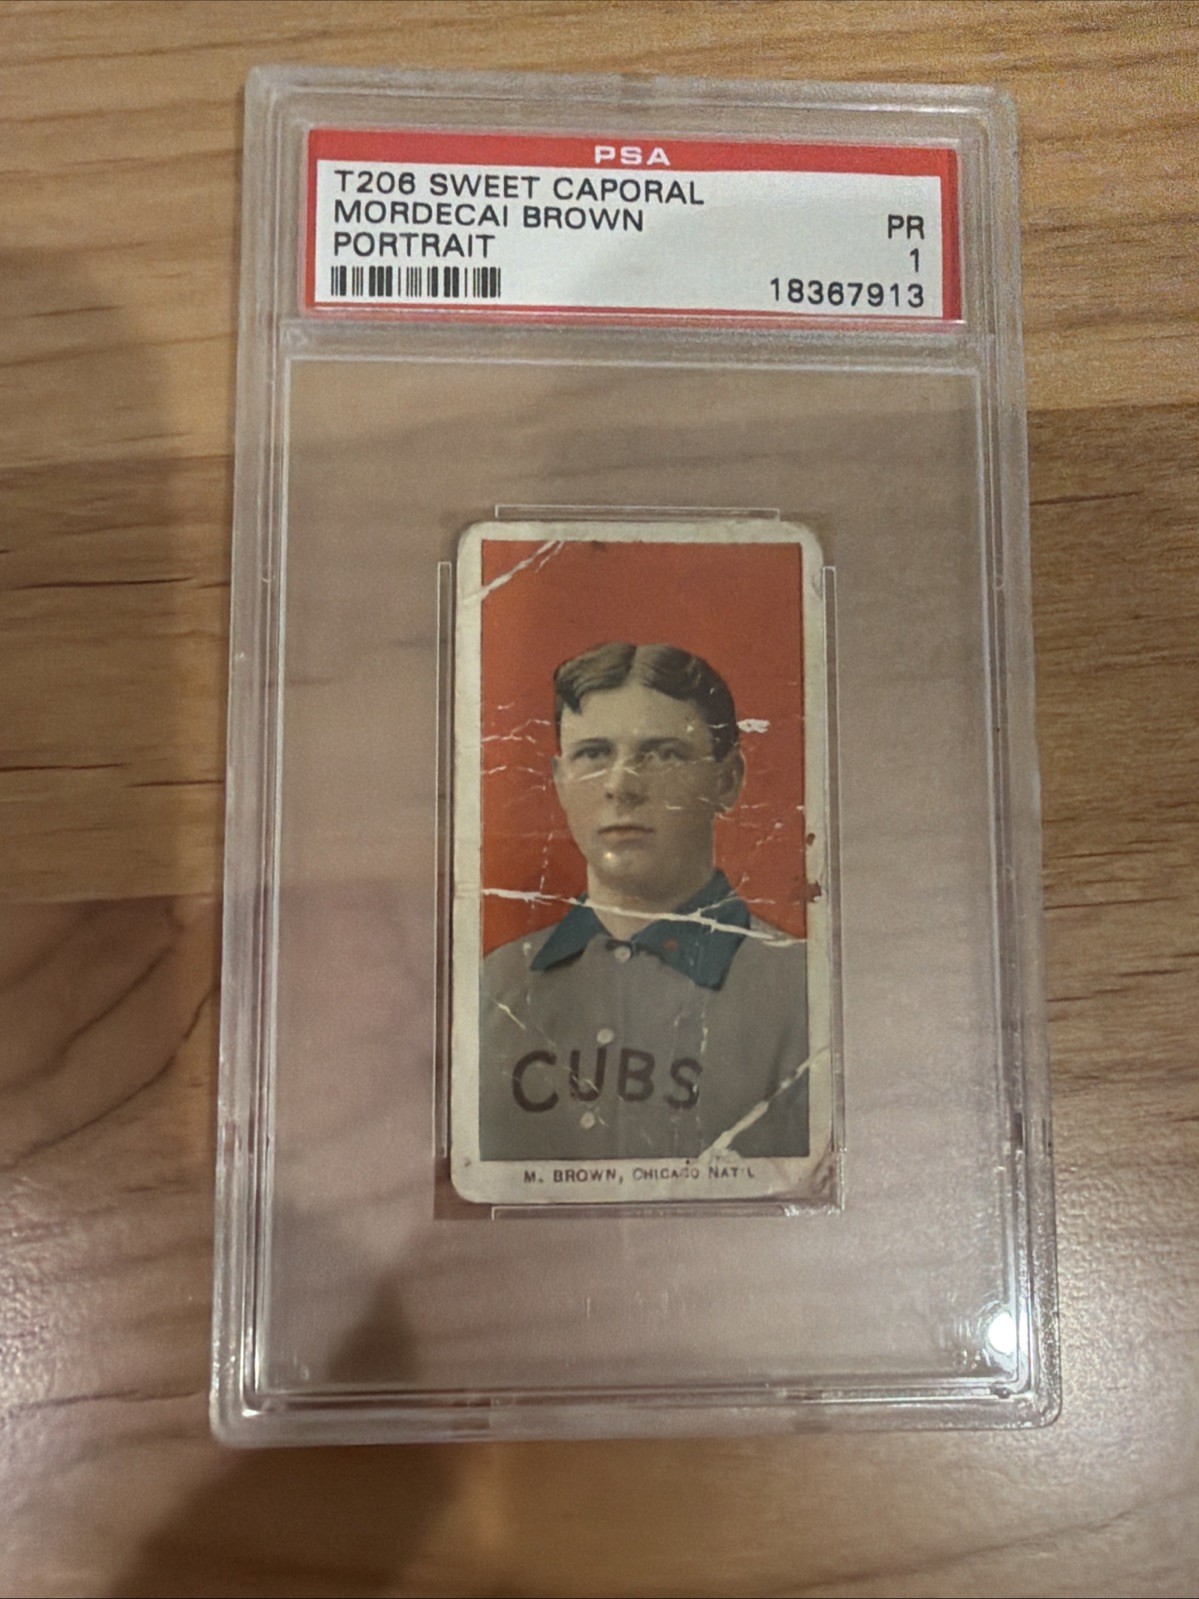 PSA
T206 SWEET CAPORAL
MORDECAI BROWN
PORTRAIT
PR
1
18367913
CUBS
M. BROWN, CHICAGO NAT'L